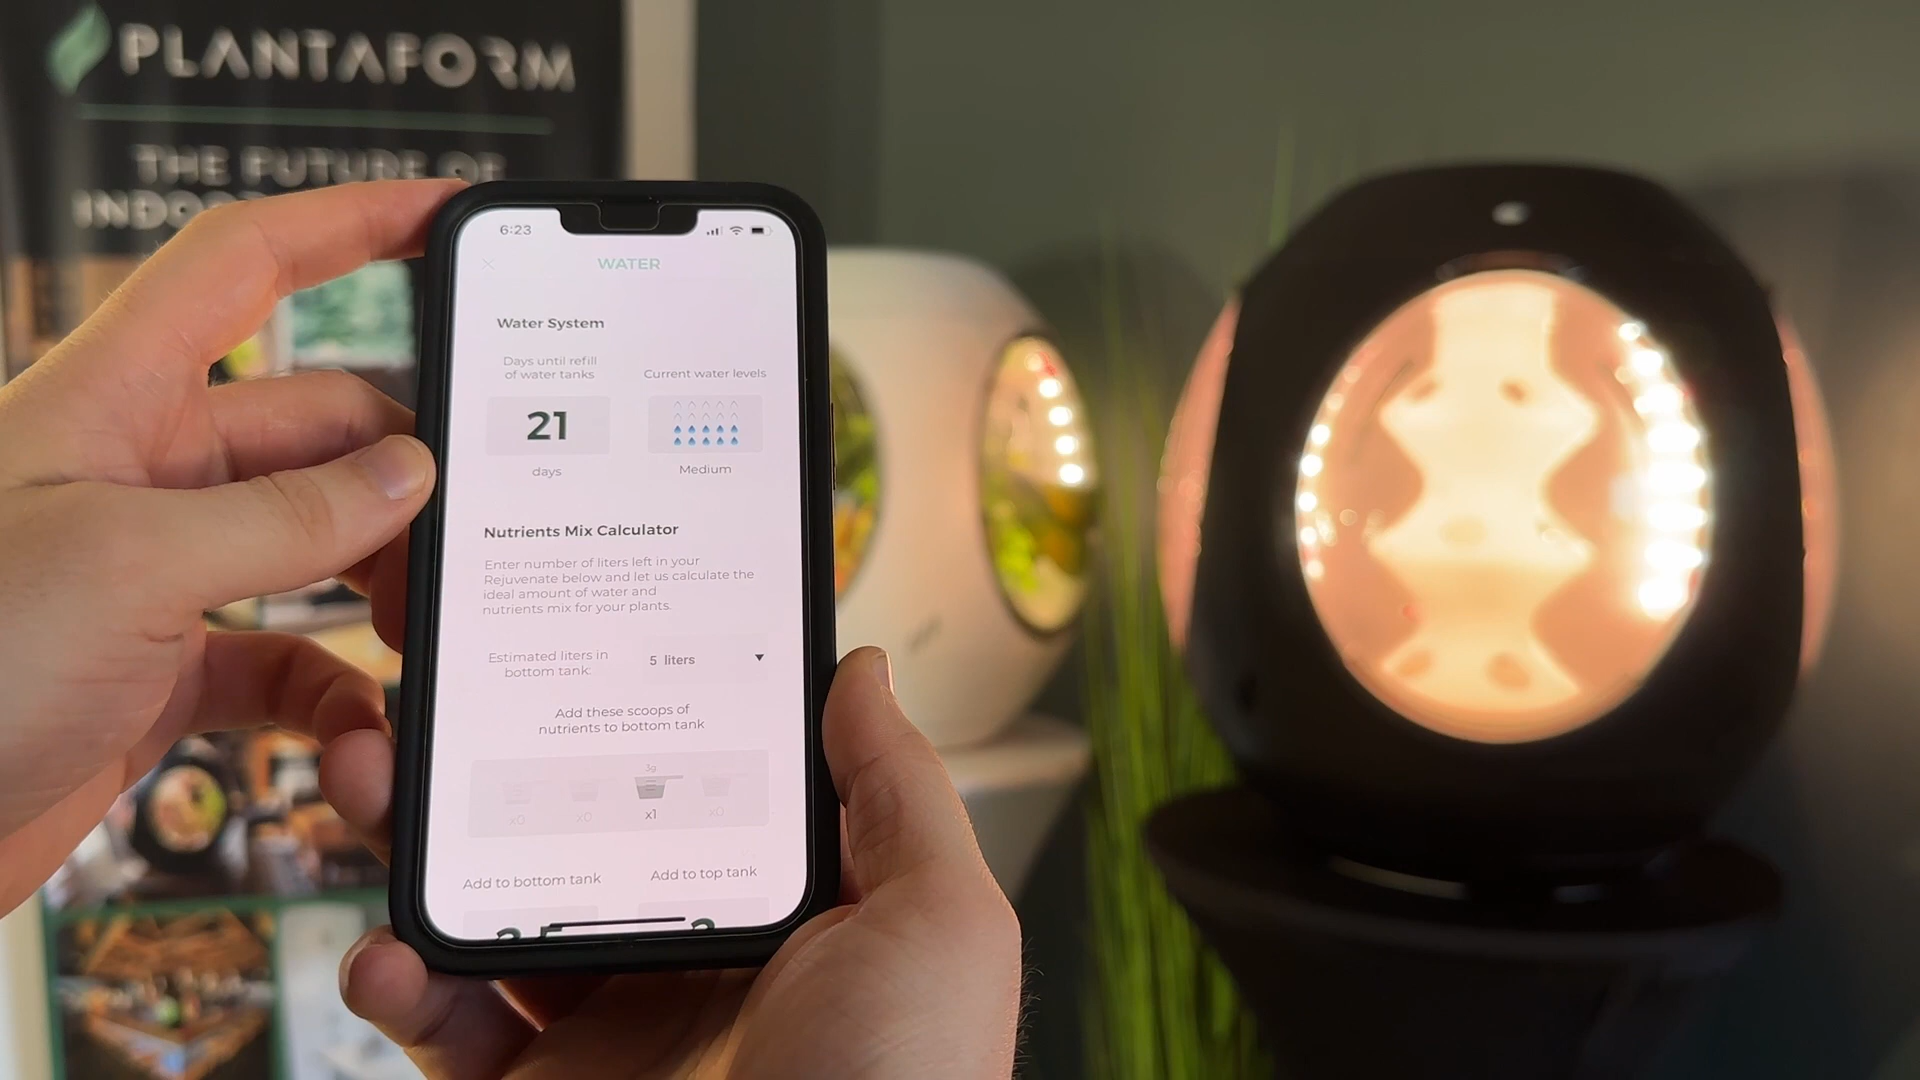 PLANTAFORM
THE FUTURE OF
6:23
WATER
Water System
Days until refill
of water tanks
Current water levels
21
days
Medium
Nutrients Mix Calculator
Enter number of liters left in your
Rejuvenate below and let us calculate the
ideal amount of water and
nutrients mix for your plants.
Estimated liters in
bottom tank.
5 liters
Add these scoops of
nutrients to bottom tank
3g
x0
x0
x1
x0
Add to bottom tank
Add to top tank